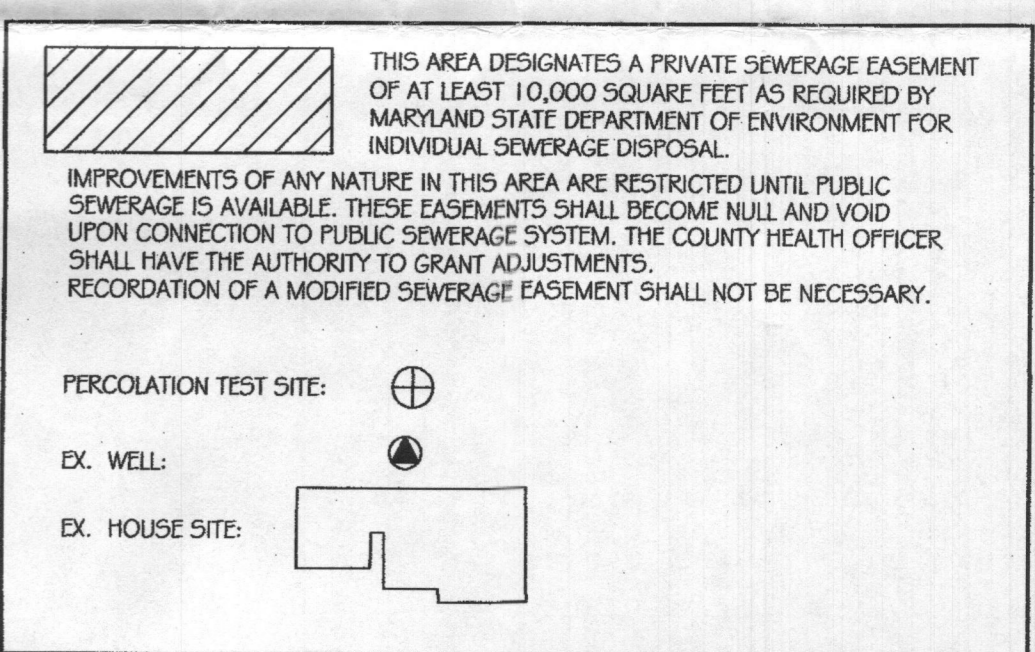 THIS AREA DESIGNATES A PRIVATE SEWERAGE EASEMENT
OF AT LEAST 10,000 SQUARE FEET AS REQUIRED BY
MARYLAND STATE DEPARTMENT OF ENVIRONMENT FOR
INDIVIDUAL SEWERAGE DISPOSAL.
IMPROVEMENTS OF ANY NATURE IN THIS AREA ARE RESTRICTED UNTIL PUBLIC
SEWERAGE IS AVAILABLE. THESE EASEMENTS SHALL BECOME NULL AND VOID
UPON CONNECTION TO PUBLIC SEWERAGE SYSTEM. THE COUNTY HEALTH OFFICER
SHALL HAVE THE AUTHORITY TO GRANT ADJUSTMENTS.
RECORDATION OF A MODIFIED SEWERAGE EASEMENT SHALL NOT BE NECESSARY.
PERCOLATION TEST SITE:
EX. WELL:
EX. HOUSE SITE: